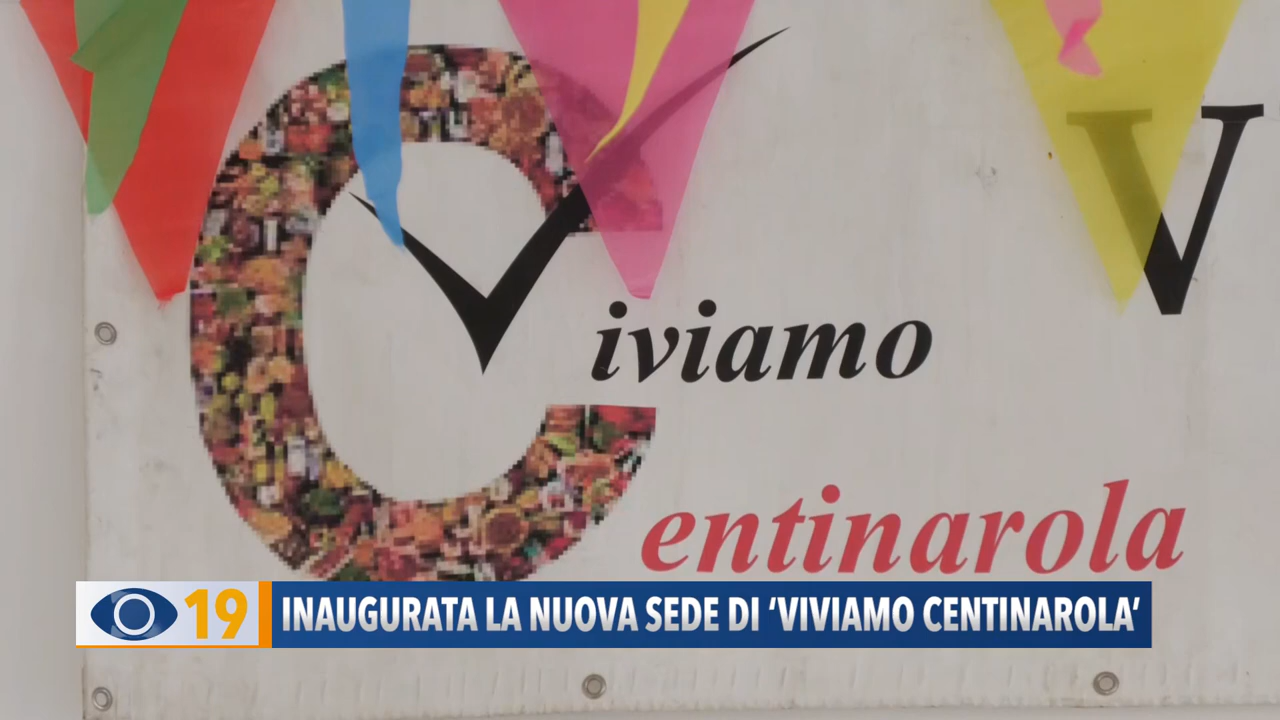 V
Viviamo
Centinarola
19
INAUGURATA LA NUOVA SEDE DI 'VIVIAMO CENTINAROLA'